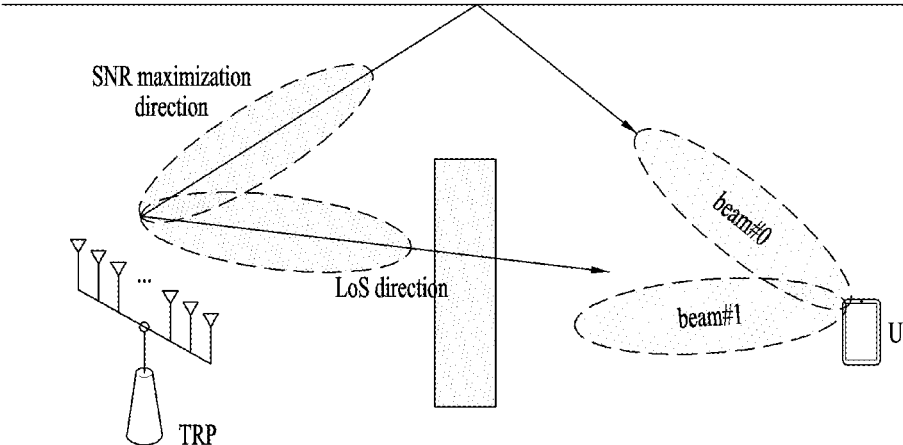 SNR maximization
direction
beam#0
...
LoS direction
beam#1
U
TRP